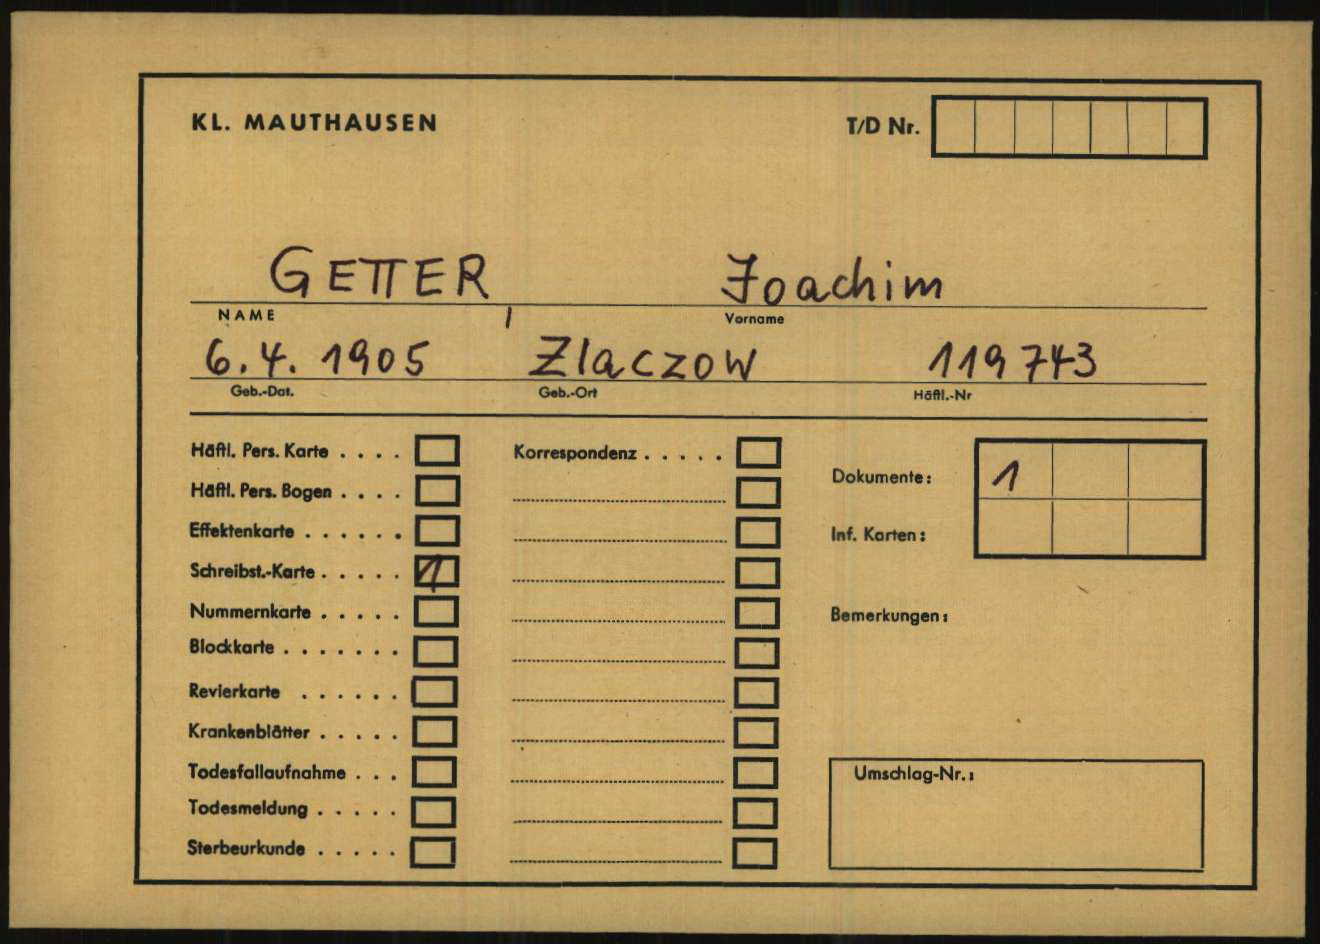 KL. MAUTHAUSEN
T/D Nr.
GETTER, Joachim
NAME Vorname
6.4.1905 Zlaczow 119743
Geb.-Dat. Geb.-Ort Häftl.-Nr
Häftl. Pers. Karte . . . .
Häftl. Pers. Bogen . . . .
Effektenkarte . . . . . .
Schreibst.-Karte . . . . . 1
Nummernkarte . . . . .
Blockkarte . . . . . . .
Revierkarte . . . . . .
Krankenblätter . . . . .
Todesfallaufnahme . . .
Todesmeldung . . . . .
Sterbeurkunde . . . . .
Korrespondenz . . . . .
Dokumente: 1
Inf. Karten:
Bemerkungen:
Umschlag-Nr.: